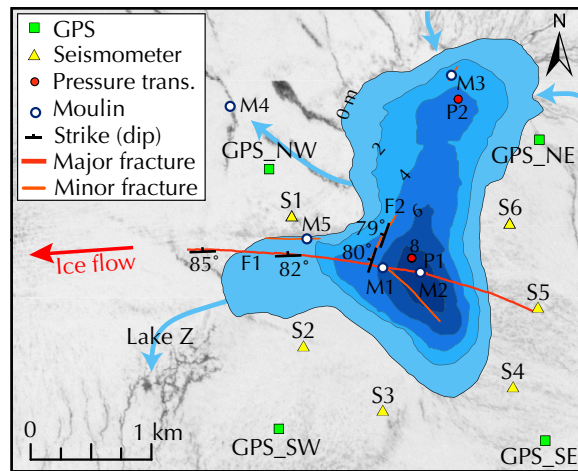 GPS
Seismometer
Pressure trans.
Moulin
Strike (dip)
Major fracture
Minor fracture
N
M3
P2
0 m
M4
2
4
GPS_NW
GPS_NE
6
S1
M5
79°
F2
S6
80°
8
P1
Ice flow
85°
F1
82°
M1
M2
S5
Lake Z
S2
S4
S3
GPS_SW
GPS_SE
0
1 km